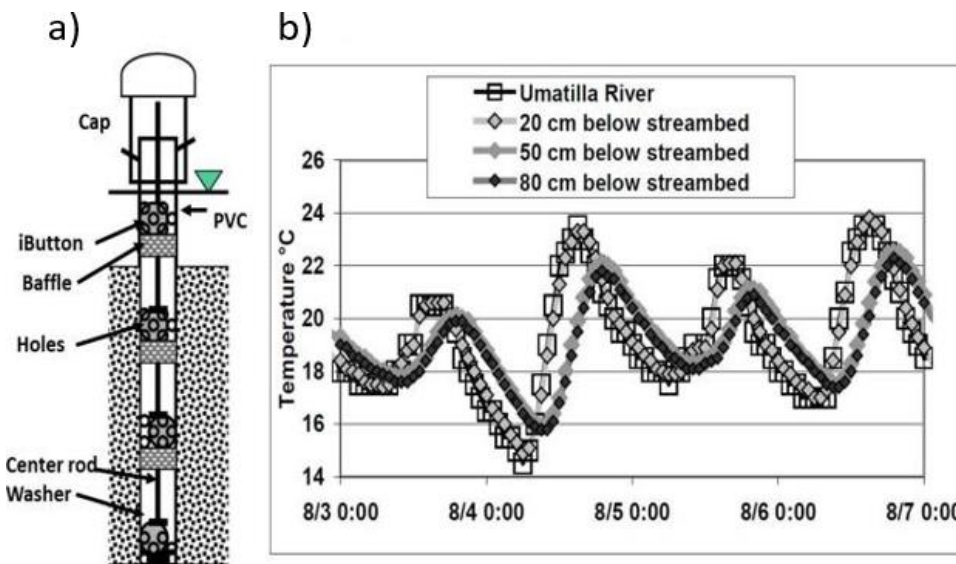 a)
Cap
iButton
PVC
Baffle
Holes
Center rod
Washer
b)
Umatilla River
20 cm below streambed
50 cm below streambed
80 cm below streambed
Temperature °C
26
24
22
20
18
16
14
8/3 0:00
8/4 0:00
8/5 0:00
8/6 0:00
8/7 0:00